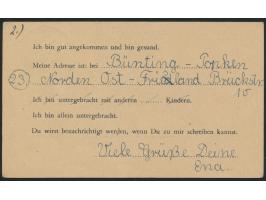 2.)
Ich bin gut angekommen und bin gesund.
Meine Adresse ist: bei Bünting - Popken
(23) Norden Ost-Friesland Brückstr.
10
Ich bin untergebracht mit anderen ........ Kindern.
Ich bin allein untergebracht.
Du wirst benachrichtigt werden, wenn Du zu mir schreiben kannst.
Viele Grüße Deine
Ena.